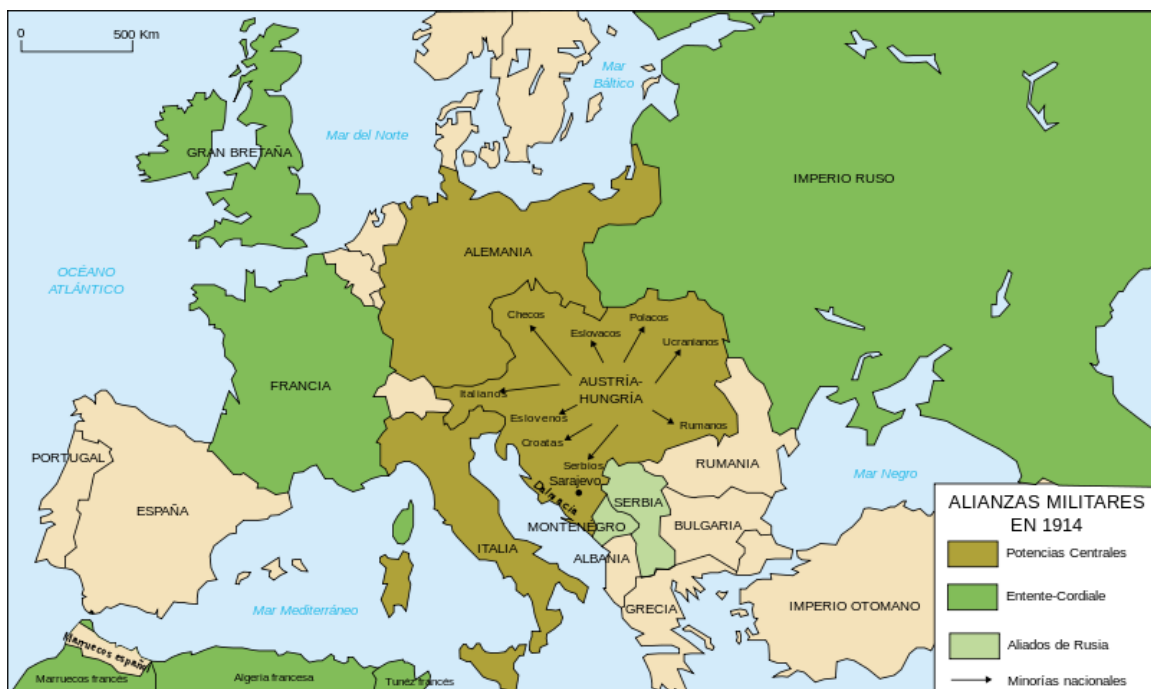 0
500 Km
Mar
Báltico
Mar del Norte
GRAN BRETAÑA
IMPERIO RUSO
OCÉANO
ATLÁNTICO
ALEMANIA
Checos
Eslovacos
Polacos
Ucranianos
AUSTRÍA-
HUNGRÍA
FRANCIA
Italianos
Eslovenos
Croatas
Rumanos
Serbios
Sarajevo
Dalmacia
PORTUGAL
ESPAÑA
RUMANIA
Mar Negro
SERBIA
MONTENEGRO
BULGARIA
ITALIA
ALBANIA
GRECIA
IMPERIO OTOMANO
Mar Mediterráneo
Marruecos español
Marruecos francés
Algeria francesa
Tunéz francés
ALIANZAS MILITARES
EN 1914
Potencias Centrales
Entente-Cordiale
Aliados de Rusia
Minorías nacionales